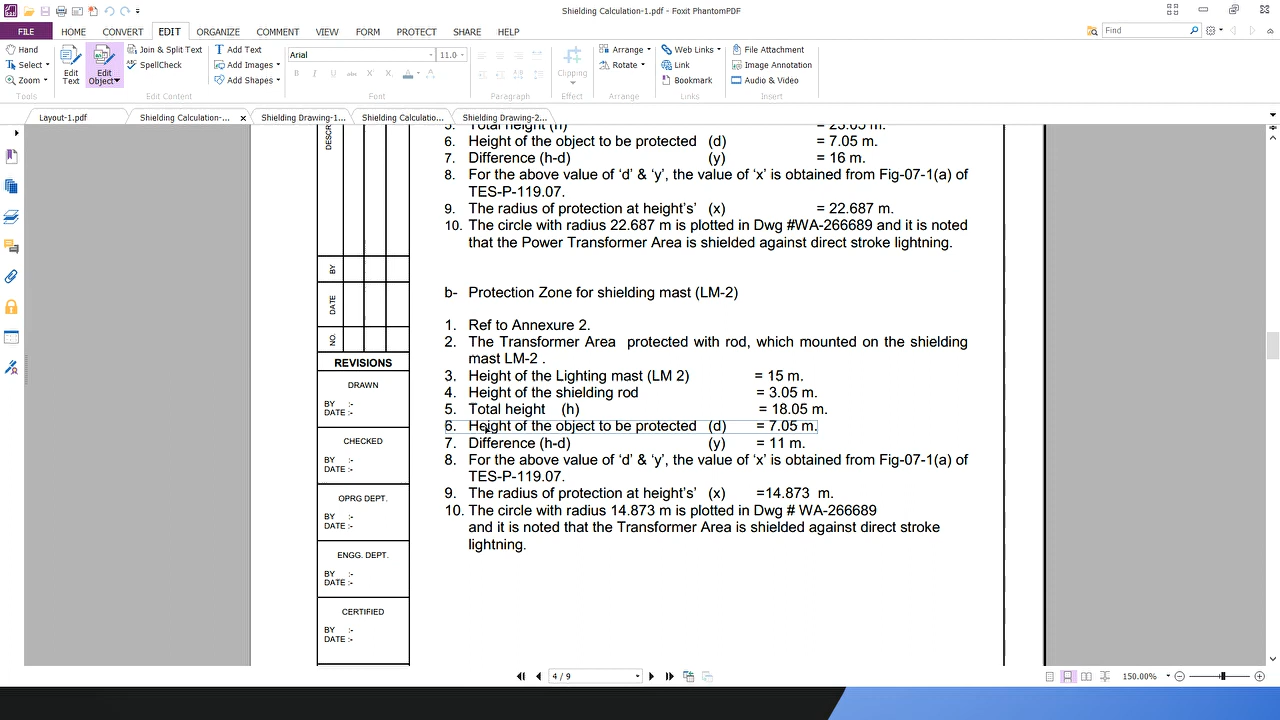 Shielding Calculation-1.pdf - Foxit PhantomPDF
FILE HOME CONVERT EDIT ORGANIZE COMMENT VIEW FORM PROTECT SHARE HELP
Find
Hand
Select
Zoom
Tools
Edit Text
Edit Object
Join & Split Text
SpellCheck
Edit Content
Add Text
Add Images
Add Shapes
Arial 11.0
B I U abc X X A A
Font
Paragraph
Clipping
Effect
Arrange
Rotate
Arrange
Web Links
Link
Bookmark
Links
File Attachment
Image Annotation
Audio & Video
Insert
Layout-1.pdf Shielding Calculation-... x Shielding Drawing-1... Shielding Calculatio... Shielding Drawing-2...
5. Total height (h) = 23.05 m.
6. Height of the object to be protected (d) = 7.05 m.
7. Difference (h-d) (y) = 16 m.
8. For the above value of ‘d’ & ‘y’, the value of ‘x’ is obtained from Fig-07-1(a) of
TES-P-119.07.
9. The radius of protection at height’s’ (x) = 22.687 m.
10. The circle with radius 22.687 m is plotted in Dwg #WA-266689 and it is noted
that the Power Transformer Area is shielded against direct stroke lightning.
b- Protection Zone for shielding mast (LM-2)
1. Ref to Annexure 2.
2. The Transformer Area protected with rod, which mounted on the shielding
mast LM-2 .
3. Height of the Lighting mast (LM 2) = 15 m.
4. Height of the shielding rod = 3.05 m.
5. Total height (h) = 18.05 m.
6. Height of the object to be protected (d) = 7.05 m.
7. Difference (h-d) (y) = 11 m.
8. For the above value of ‘d’ & ‘y’, the value of ‘x’ is obtained from Fig-07-1(a) of
TES-P-119.07.
9. The radius of protection at height’s’ (x) =14.873 m.
10. The circle with radius 14.873 m is plotted in Dwg # WA-266689
and it is noted that the Transformer Area is shielded against direct stroke
lightning.
DESCR
BY
DATE
NO.
REVISIONS
DRAWN
BY :-
DATE :-
CHECKED
BY :-
DATE :-
OPRG DEPT.
BY :-
DATE :-
ENGG. DEPT.
BY :-
DATE :-
CERTIFIED
BY :-
DATE :-
4 / 9
150.00%